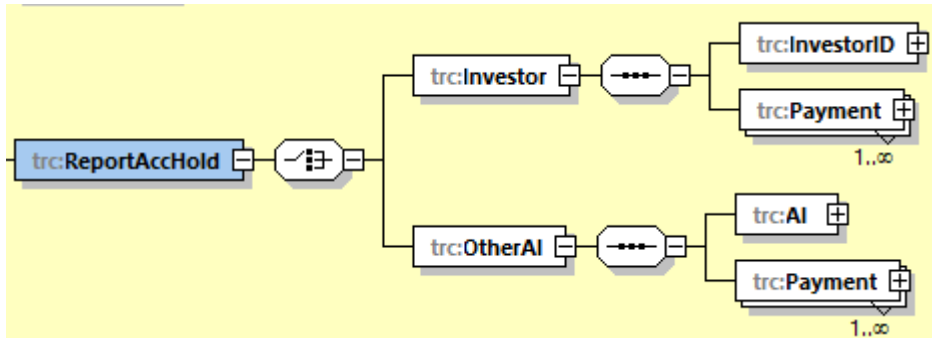 trc:InvestorID
trc:Investor
trc:Payment
1..∞
trc:ReportAccHold
trc:AI
trc:OtherAI
trc:Payment
1..∞